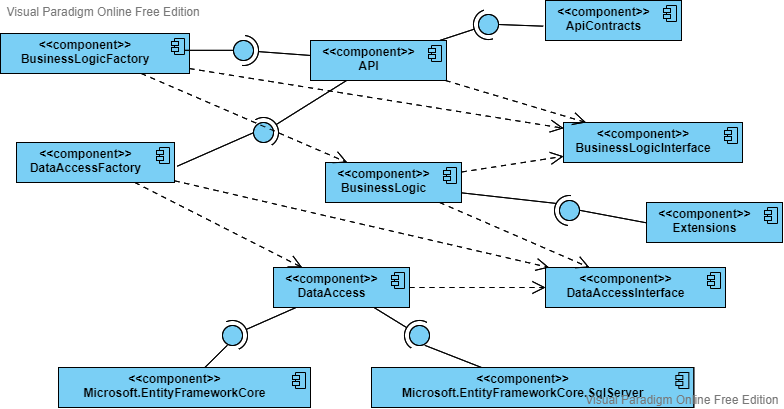 Visual Paradigm Online Free Edition
<<component>>
ApiContracts
<<component>>
BusinessLogicFactory
<<component>>
API
<<component>>
BusinessLogicInterface
<<component>>
DataAccessFactory
<<component>>
BusinessLogic
<<component>>
Extensions
<<component>>
DataAccess
<<component>>
DataAccessInterface
<<component>>
Microsoft.EntityFrameworkCore
<<component>>
Microsoft.EntityFrameworkCore.SqlServer
Visual Paradigm Online Free Edition